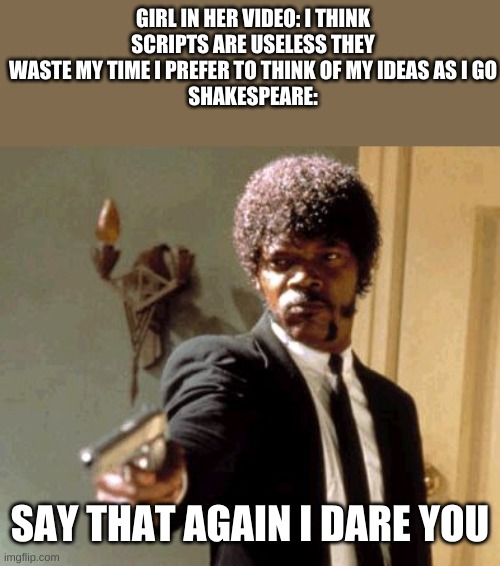 GIRL IN HER VIDEO: I THINK
SCRIPTS ARE USELESS THEY
WASTE MY TIME I PREFER TO THINK OF MY IDEAS AS I GO
SHAKESPEARE:
SAY THAT AGAIN I DARE YOU
imgflip.com